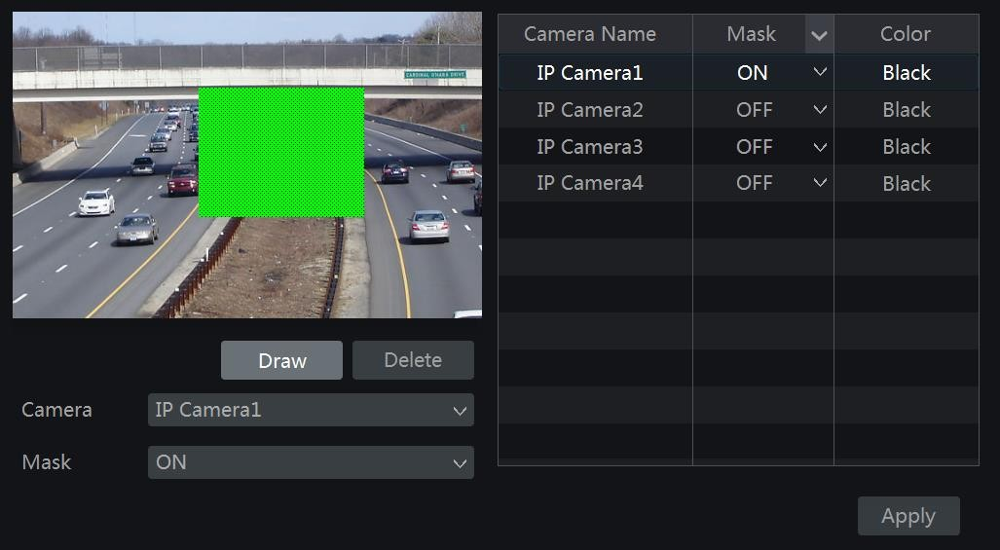 CARDINAL O'HARA DRIVE
Draw Delete
Camera IP Camera1
Mask ON
Camera Name Mask Color
IP Camera1 ON Black
IP Camera2 OFF Black
IP Camera3 OFF Black
IP Camera4 OFF Black
Apply